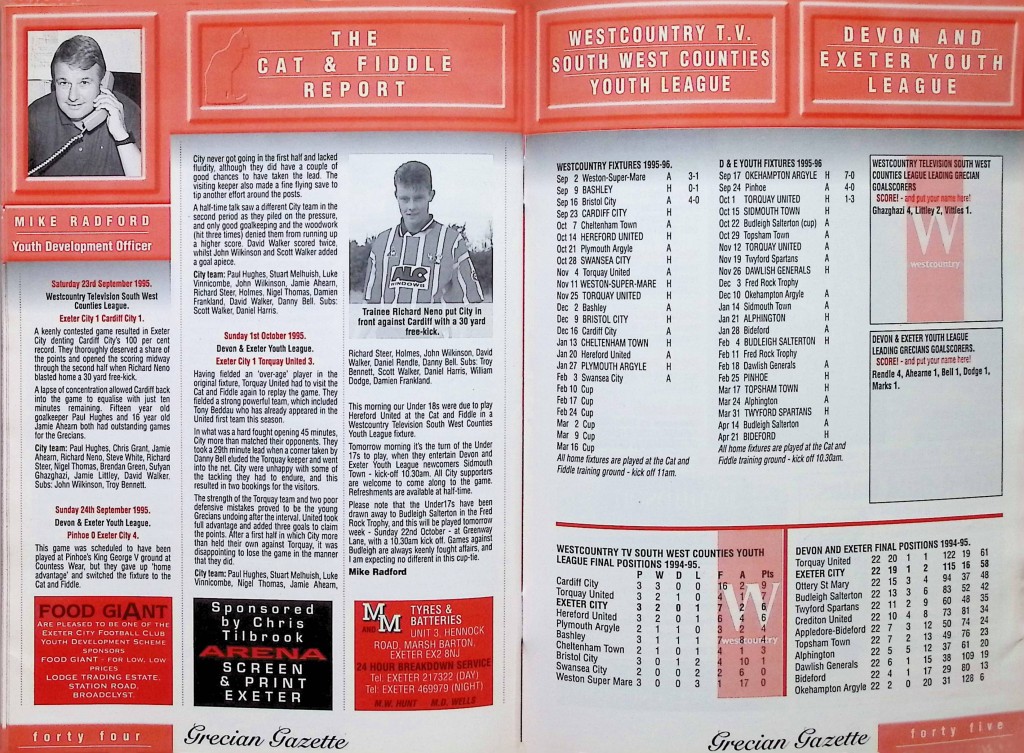 THE
CAT & FIDDLE
REPORT
MIKE RADFORD
Youth Development Officer
Saturday 23rd September 1995.
Westcountry Television South West
Counties League.
Exeter City 1 Cardiff City 1.
A keenly contested game resulted in Exeter
City denting Cardiff City's 100 per cent
record. They thoroughly deserved a share of
the points and opened the scoring midway
through the second half when Richard Neno
blasted home a 30 yard free-kick.
A lapse of concentration allowed Cardiff back
into the game to equalise with just ten
minutes remaining. Fifteen year old
goalkeeper Paul Hughes and 16 year old
Jamie Ahearn both had outstanding games
for the Grecians.
City team: Paul Hughes, Chris Grant, Jamie
Ahearn, Richard Neno, Steve White, Richard
Steer, Nigel Thomas, Brendan Green, Sufyan
Ghazghazi, Jamie Littley, David Walker.
Subs: John Wilkinson, Troy Bennett.
Sunday 24th September 1995.
Devon & Exeter Youth League.
Pinhoe 0 Exeter City 4.
This game was scheduled to have been
played at Pinhoe's King George V ground at
Countess Wear, but they gave up 'home
advantage' and switched the fixture to the
Cat and Fiddle.
FOOD GIANT
ARE PLEASED TO BE ONE OF THE
EXETER CITY FOOTBALL CLUB
YOUTH DEVELOPMENT SCHEME
SPONSORS
FOOD GIANT - FOR LOW, LOW
PRICES
LODGE TRADING ESTATE.
STATION ROAD,
BROADCLYST.
City never got going in the first half and lacked
fluidity, although they did have a couple of
good chances to have taken the lead. The
visiting keeper also made a fine flying save to
tip another effort around the posts.
A half-time talk saw a different City team in the
second period as they piled on the pressure,
and only good goalkeeping and the woodwork
(hit three times) denied them from running up
a higher score. David Walker scored twice,
whilst John Wilkinson and Scott Walker added
a goal apiece.
City team: Paul Hughes, Stuart Melhuish, Luke
Vinnicombe, John Wilkinson, Jamie Ahearn,
Richard Steer, Holmes, Nigel Thomas, Damien
Frankland, David Walker, Danny Bell. Subs:
Scott Walker, Daniel Harris.
Sunday 1st October 1995.
Devon & Exeter Youth League.
Exeter City 1 Torquay United 3.
Having fielded an 'over-age' player in the
original fixture, Torquay United had to visit the
Cat and Fiddle again to replay the game. They
fielded a strong powerful team, which included
Tony Beddau who has already appeared in the
United first team this season.
In what was a hard fought opening 45 minutes,
City more than matched their opponents. They
took a 29th minute lead when a corner taken by
Danny Bell eluded the Torquay keeper and went
into the net. City were unhappy with some of
the tackling they had to endure, and this
resulted in two bookings for the visitors.
The strength of the Torquay team and two poor
defensive mistakes proved to be the young
Grecians undoing after the interval. United took
full advantage and added three goals to claim
the points. After a first half in which City more
than held their own against Torquay, it was
disappointing to lose the game in the manner
that they did.
City team: Paul Hughes, Stuart Melhuish, Luke
Vinnicombe, Nigel Thomas, Jamie Ahearn,
Sponsored
by Chris
Tilbrook
ARENA
SCREEN
& PRINT
EXETER
ALC
WINDOWS
Trainee Richard Neno put City in
front against Cardiff with a 30 yard
free-kick.
Richard Steer, Holmes, John Wilkinson, David
Walker, Daniel Rendle, Danny Bell. Subs: Troy
Bennett, Scott Walker, Daniel Harris, William
Dodge, Damien Frankland.
This morning our Under 18s were due to play
Hereford United at the Cat and Fiddle in a
Westcountry Television South West Counties
Youth League fixture.
Tomorrow morning it's the turn of the Under
17s to play, when they entertain Devon and
Exeter Youth League newcomers Sidmouth
Town - kick-off 10.30am. All City supporters
are welcome to come along to the game.
Refreshments are available at half-time.
Please note that the Under17s have been
drawn away to Budleigh Salterton in the Fred
Rock Trophy, and this will be played tomorrow
week - Sunday 22nd October - at Greenway
Lane, with a 10.30am kick off. Games against
Budleigh are always keenly fought affairs, and
I am expecting no different in this cup-tie.
Mike Radford
M AND M
TYRES &
BATTERIES
UNIT 3, HENNOCK
ROAD, MARSH BARTON,
EXETER EX2 8NJ
24 HOUR BREAKDOWN SERVICE
Tel: EXETER 217322 (DAY)
Tel: EXETER 469979 (NIGHT)
M.W. HUNT M.D. WELLS
forty four
Grecian Gazette
WESTCOUNTRY T.V.
SOUTH WEST COUNTIES
YOUTH LEAGUE
DEVON AND
EXETER YOUTH
LEAGUE
WESTCOUNTRY FIXTURES 1995-96.
Sep 2 Weston-Super-Mare A 3-1
Sep 9 BASHLEY H 0-1
Sep 16 Bristol City A 4-0
Sep 23 CARDIFF CITY H
Oct 7 Cheltenham Town A
Oct 14 HEREFORD UNITED H
Oct 21 Plymouth Argyle A
Oct 28 SWANSEA CITY H
Nov 4 Torquay United A
Nov 11 WESTON-SUPER-MARE H
Nov 25 TORQUAY UNITED H
Dec 2 Bashley A
Dec 9 BRISTOL CITY H
Dec 16 Cardiff City A
Jan 13 CHELTENHAM TOWN H
Jan 20 Hereford United A
Jan 27 PLYMOUTH ARGYLE H
Feb 3 Swansea City A
Feb 10 Cup
Feb 17 Cup
Feb 24 Cup
Mar 2 Cup
Mar 9 Cup
Mar 16 Cup
All home fixtures are played at the Cat and
Fiddle training ground - kick off 11am.
D & E YOUTH FIXTURES 1995-96
Sep 17 OKEHAMPTON ARGYLE H 7-0
Sep 24 Pinhoe A 4-0
Oct 1 TORQUAY UNITED H 1-3
Oct 15 SIDMOUTH TOWN H
Oct 22 Budleigh Salterton (cup) A
Oct 29 Topsham Town A
Nov 12 TORQUAY UNITED A
Nov 19 Twyford Spartans A
Nov 26 DAWLISH GENERALS H
Dec 3 Fred Rock Trophy
Dec 10 Okehampton Argyle A
Jan 14 Sidmouth Town A
Jan 21 ALPHINGTON H
Jan 28 Bideford A
Feb 4 BUDLEIGH SALTERTON H
Feb 11 Fred Rock Trophy
Feb 18 Dawlish Generals A
Feb 25 PINHOE H
Mar 17 TOPSHAM TOWN H
Mar 24 Alphington A
Mar 31 TWYFORD SPARTANS H
Apr 14 Budleigh Salterton A
Apr 21 BIDEFORD H
All home fixtures are played at the Cat and
Fiddle training ground - kick off 10.30am.
WESTCOUNTRY TELEVISION SOUTH WEST
COUNTIES LEAGUE LEADING GRECIAN
GOALSCORERS
SCORE! - and put your name here!
Ghazghazi 4, Littley 2, Vittles 1.
W
westcountry
DEVON & EXETER YOUTH LEAGUE
LEADING GRECIANS GOALSCORERS.
SCORE! - and put your name here!
Rendle 4, Ahearne 1, Bell 1, Dodge 1,
Marks 1.
WESTCOUNTRY TV SOUTH WEST COUNTIES YOUTH
LEAGUE FINAL POSITIONS 1994-95.
P W D L F A Pts
Cardiff City 3 3 0 0 16 2 9
Torquay United 3 2 1 0 4 7
EXETER CITY 3 2 0 1 7 2 6
Hereford United 3 2 0 1 6 4 6
Plymouth Argyle 2 1 1 0 3 2 4
Bashley 3 1 1 1 4
Cheltenham Town 2 1 0 1 4 1 3
Bristol City 3 0 1 2 4 10 1
Swansea City 2 0 0 2 2 6 0
Weston Super Mare 3 0 0 3 1 17 0
W
westcountry
DEVON AND EXETER FINAL POSITIONS 1994-95.
Torquay United 22 20 1 1 122 19 61
EXETER CITY 22 19 1 2 115 16 58
Ottery St Mary 22 15 3 4 94 37 48
Budleigh Salterton 22 13 3 6 83 52 42
Twyford Spartans 22 11 2 9 60 48 35
Crediton United 22 10 4 8 73 81 34
Appledore-Bideford 22 7 3 12 50 74 24
Topsham Town 22 7 2 13 49 76 23
Alphington 22 5 5 12 37 61 20
Dawlish Generals 22 6 1 15 38 109 19
Bideford 22 4 1 17 29 80 13
Okehampton Argyle 22 2 0 20 31 128 6
Grecian Gazette
forty five